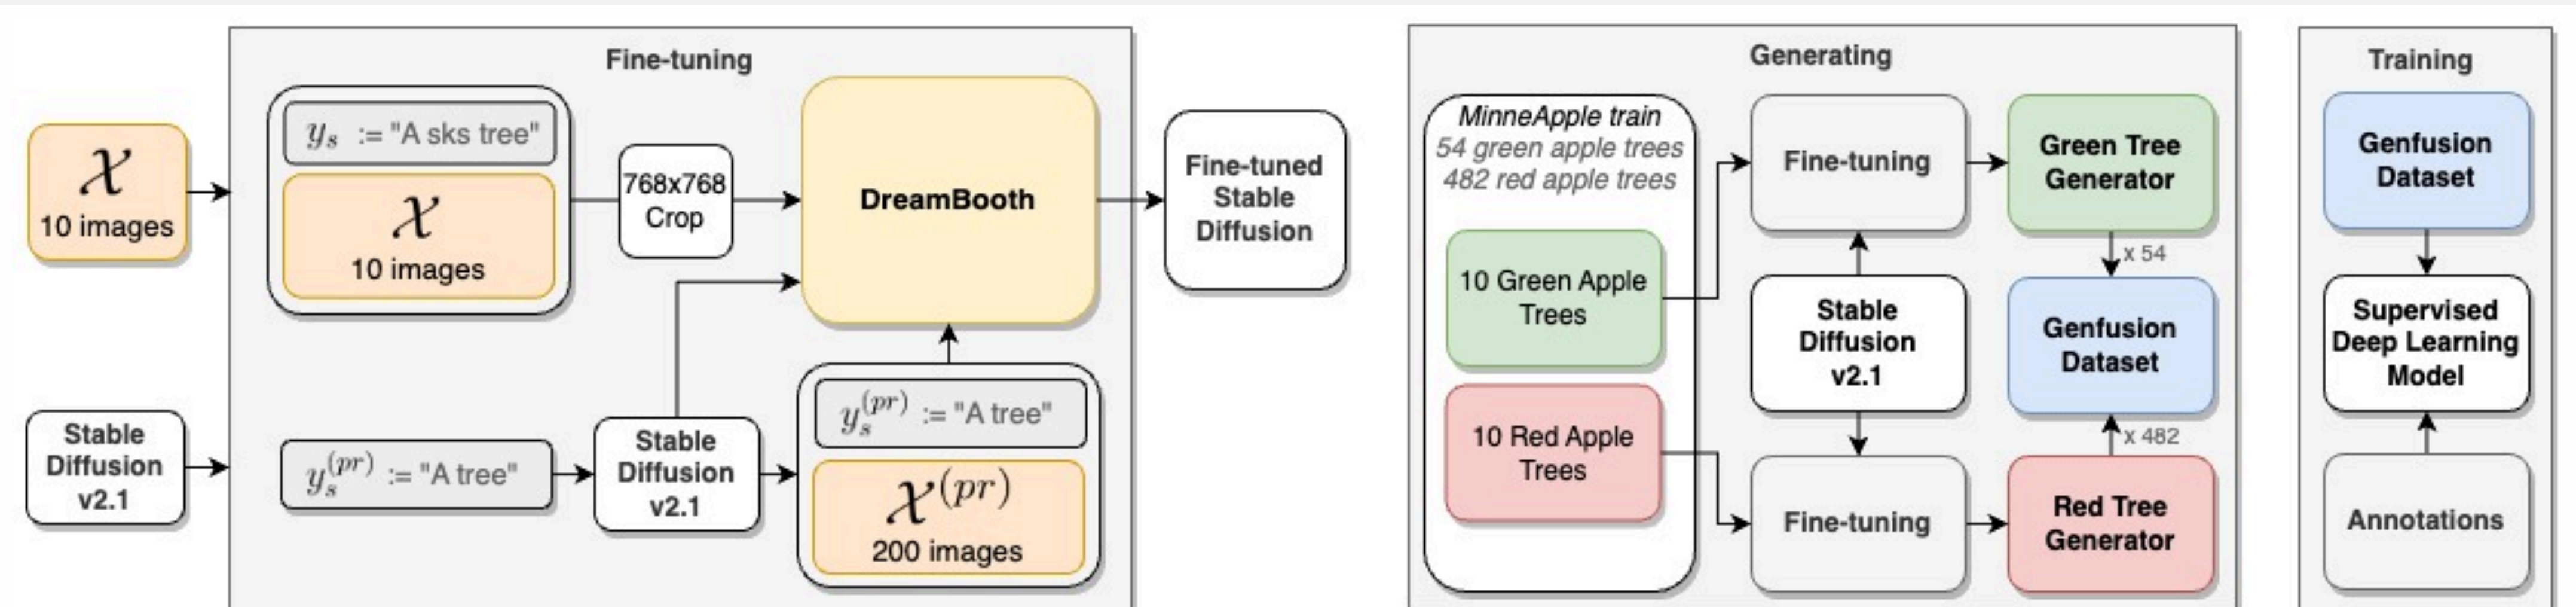 Fine-tuning
𝒳
10 images
y_s := "A sks tree"
𝒳
10 images
768x768
Crop
DreamBooth
Fine-tuned
Stable
Diffusion
Stable
Diffusion
v2.1
y_s^(pr) := "A tree"
Stable
Diffusion
v2.1
y_s^(pr) := "A tree"
𝒳^(pr)
200 images
Generating
MinneApple train
54 green apple trees
482 red apple trees
10 Green Apple
Trees
10 Red Apple
Trees
Fine-tuning
Stable
Diffusion
v2.1
Fine-tuning
Green Tree
Generator
x 54
Genfusion
Dataset
x 482
Red Tree
Generator
Training
Genfusion
Dataset
Supervised
Deep Learning
Model
Annotations